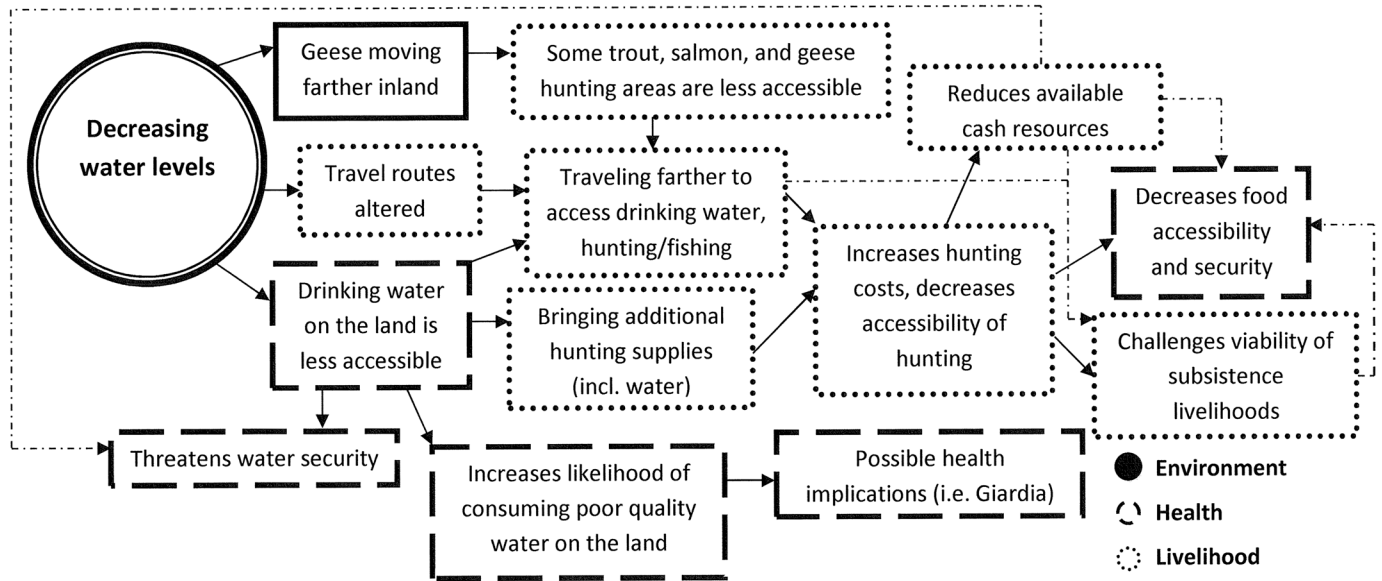 Decreasing
water levels
Geese moving
farther inland
Some trout, salmon, and geese
hunting areas are less accessible
Reduces available
cash resources
Travel routes
altered
Traveling farther to
access drinking water,
hunting/fishing
Decreases food
accessibility
and security
Increases hunting
costs, decreases
accessibility of
hunting
Drinking water
on the land is
less accessible
Bringing additional
hunting supplies
(incl. water)
Challenges viability of
subsistence
livelihoods
Threatens water security
Increases likelihood of
consuming poor quality
water on the land
Possible health
implications (i.e. Giardia)
Environment
Health
Livelihood